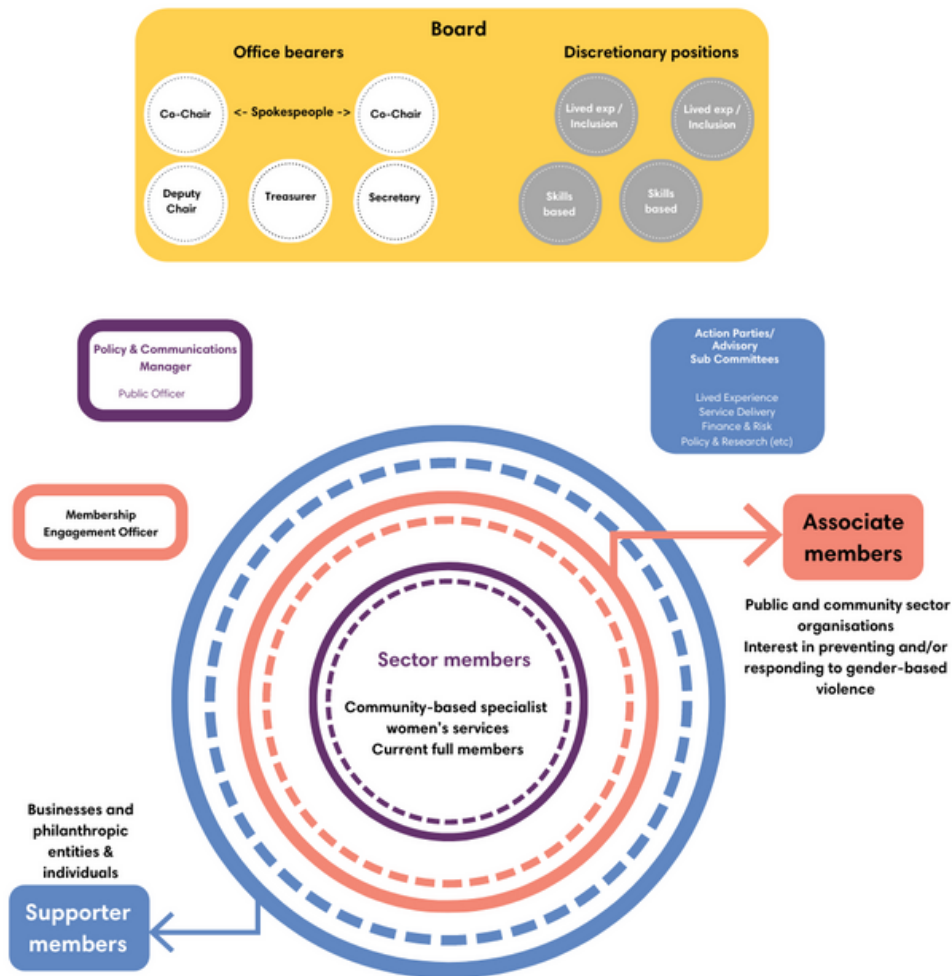 Board
Office bearers
Discretionary positions
Co-Chair
<- Spokespeople ->
Co-Chair
Lived exp /
Inclusion
Lived exp /
Inclusion
Deputy
Chair
Treasurer
Secretary
Skills
based
Skills
based
Policy & Communications
Manager
Public Officer
Action Parties/
Advisory
Sub Committees
Lived Experience
Service Delivery
Finance & Risk
Policy & Research (etc)
Membership
Engagement Officer
Associate
members
Public and community sector
organisations
Interest in preventing and/or
responding to gender-based
violence
Sector members
Community-based specialist
women's services
Current full members
Businesses and
philanthropic
entities &
individuals
Supporter
members